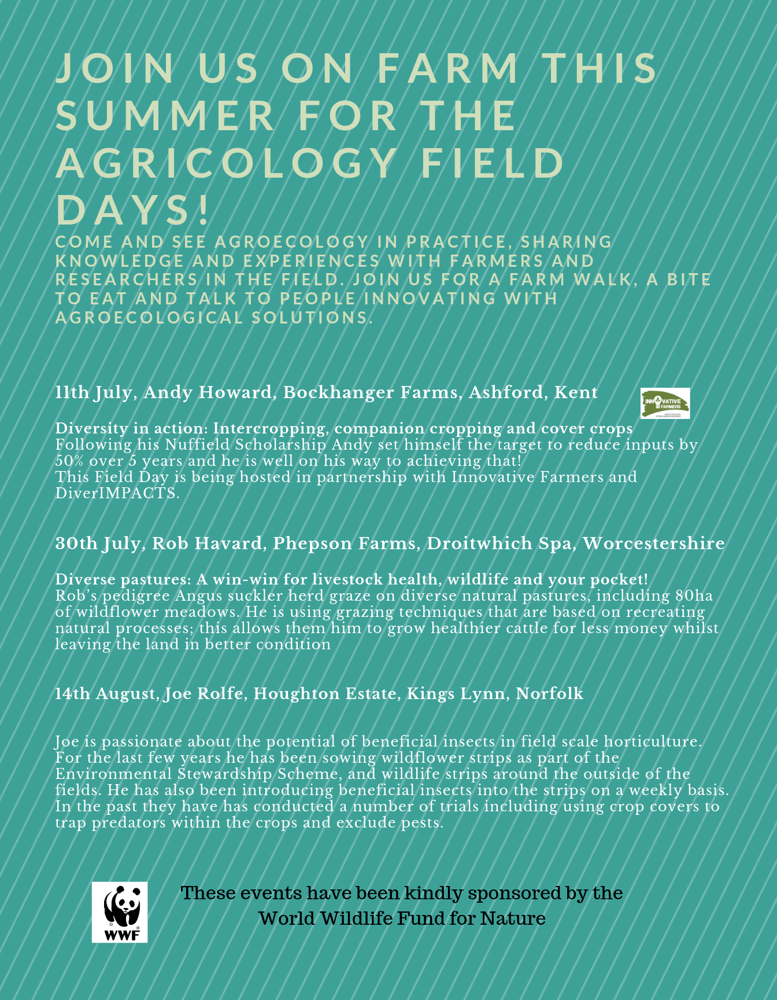 JOIN US ON FARM THIS
SUMMER FOR THE
AGRICOLOGY FIELD
DAYS!
COME AND SEE AGROECOLOGY IN PRACTICE, SHARING
KNOWLEDGE AND EXPERIENCES WITH FARMERS AND
RESEARCHERS IN THE FIELD. JOIN US FOR A FARM WALK, A BITE
TO EAT AND TALK TO PEOPLE INNOVATING WITH
AGROECOLOGICAL SOLUTIONS.
11th July, Andy Howard, Bockhanger Farms, Ashford, Kent
INNOVATIVE
FARMERS
Diversity in action: Intercropping, companion cropping and cover crops
Following his Nuffield Scholarship Andy set himself the target to reduce inputs by
50% over 5 years and he is well on his way to achieving that!
This Field Day is being hosted in partnership with Innovative Farmers and
DiverIMPACTS.
30th July, Rob Havard, Phepson Farms, Droitwhich Spa, Worcestershire
Diverse pastures: A win-win for livestock health, wildlife and your pocket!
Rob’s pedigree Angus suckler herd graze on diverse natural pastures, including 80ha
of wildflower meadows. He is using grazing techniques that are based on recreating
natural processes; this allows them him to grow healthier cattle for less money whilst
leaving the land in better condition
14th August, Joe Rolfe, Houghton Estate, Kings Lynn, Norfolk
Joe is passionate about the potential of beneficial insects in field scale horticulture.
For the last few years he has been sowing wildflower strips as part of the
Environmental Stewardship Scheme, and wildlife strips around the outside of the
fields. He has also been introducing beneficial insects into the strips on a weekly basis.
In the past they have has conducted a number of trials including using crop covers to
trap predators within the crops and exclude pests.
These events have been kindly sponsored by the
World Wildlife Fund for Nature
© ®
WWF